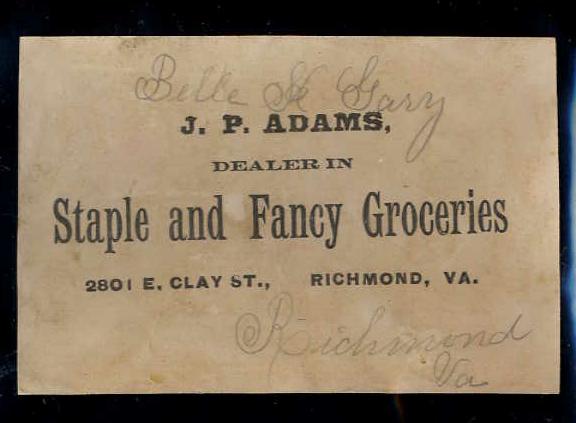 Belle K Gary
J. P. ADAMS,
DEALER IN
Staple and Fancy Groceries
2801 E. CLAY ST., RICHMOND, VA.
Richmond
Va